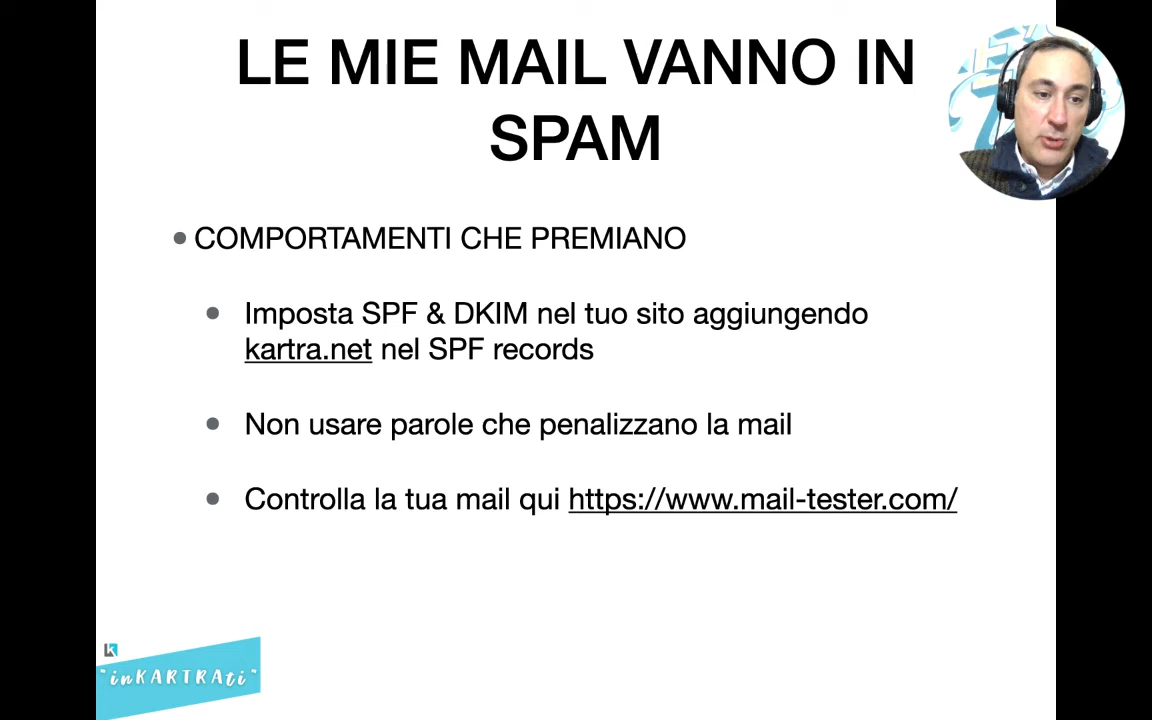 LE MIE MAIL VANNO IN
SPAM
COMPORTAMENTI CHE PREMIANO
Imposta SPF & DKIM nel tuo sito aggiungendo
kartra.net nel SPF records
Non usare parole che penalizzano la mail
Controlla la tua mail qui https://www.mail-tester.com/
k
"inKARTRAti"